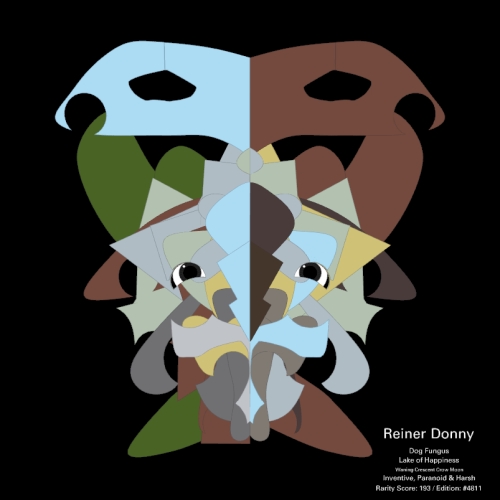 Reiner Donny
Dog Fungus
Lake of Happiness
Waning Crescent Crow Moon
Inventive, Paranoid & Harsh
Rarity Score: 193 / Edition: #4811